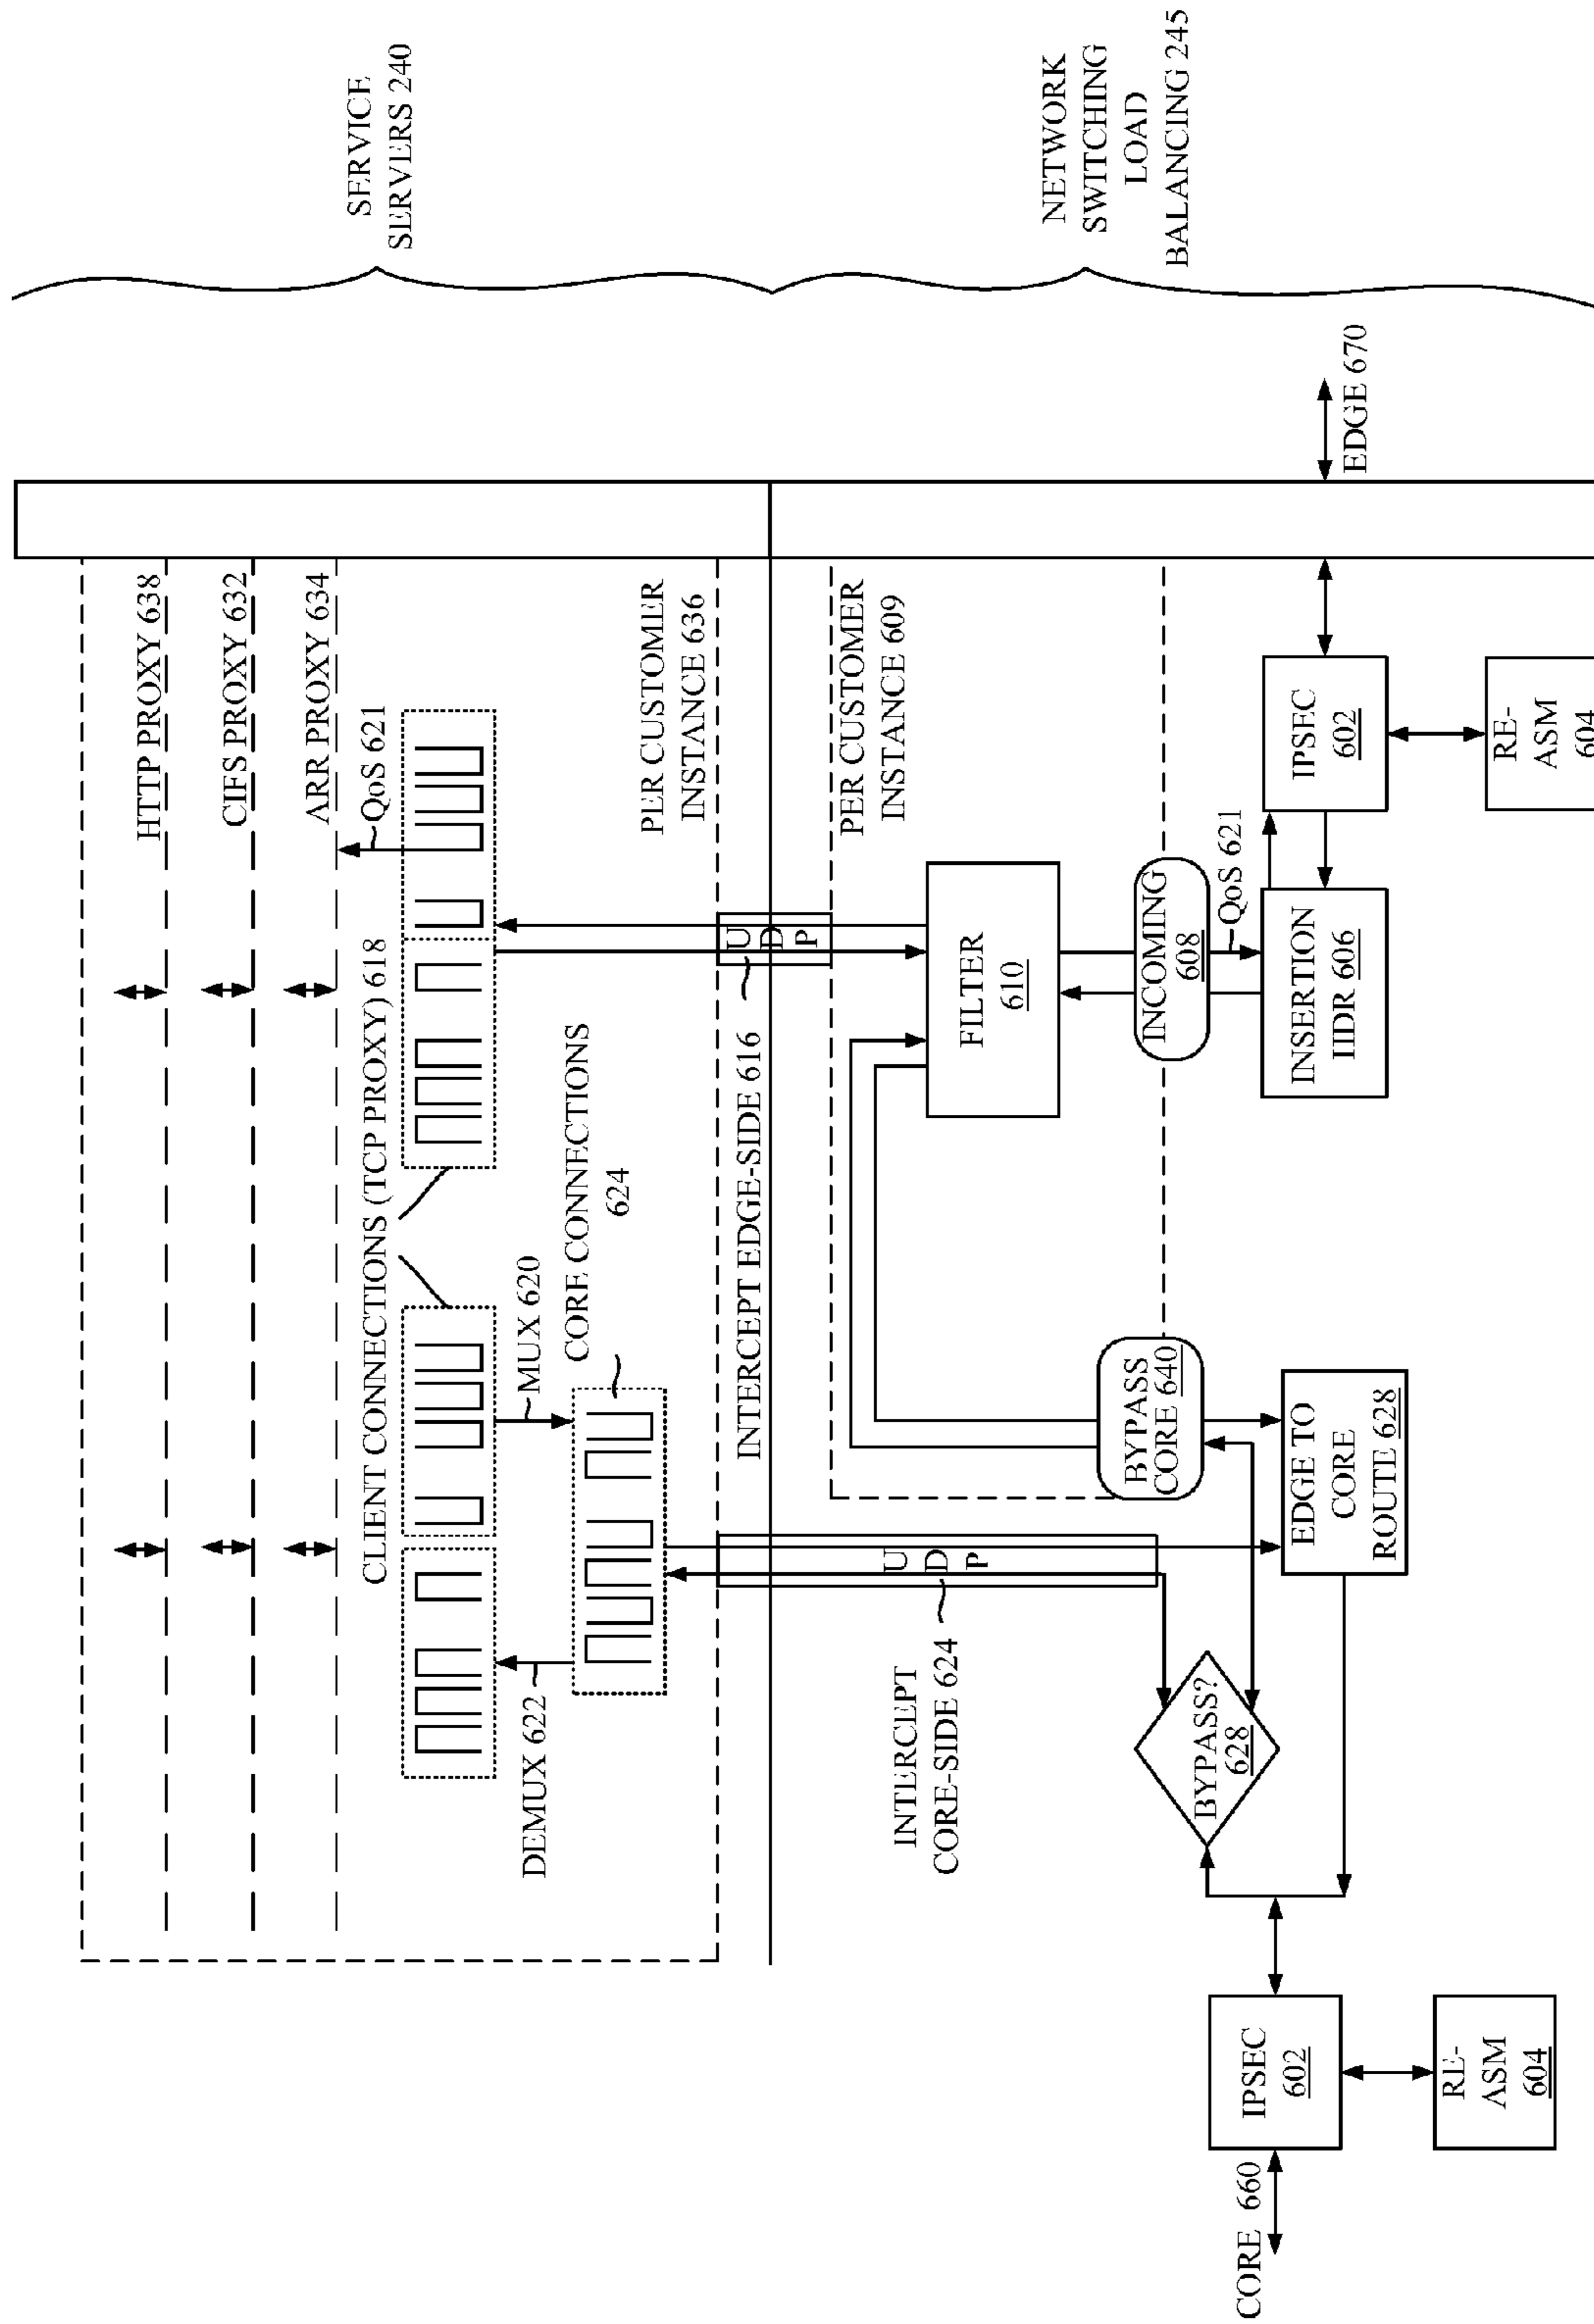 SERVICE
SERVERS 240
NETWORK
SWITCHING
LOAD
BALANCING 245
HTTP PROXY 638
CIFS PROXY 632
ARR PROXY 634
QoS 621
CLIENT CONNECTIONS (TCP PROXY) 618
MUX 620
DEMUX 622
CORE CONNECTIONS
624
PER CUSTOMER
INSTANCE 636
INTERCEPT EDGE-SIDE 616
UDP
PER CUSTOMER
INSTANCE 609
INTERCEPT
CORE-SIDE 624
UDP
FILTER
610
BYPASS
CORE 640
INCOMING
608
QoS 621
BYPASS?
628
EDGE TO
CORE
ROUTE 628
INSERTION
HDR 606
IPSEC
602
RE-
ASM
604
EDGE 670
CORE 660
IPSEC
602
RE-
ASM
604